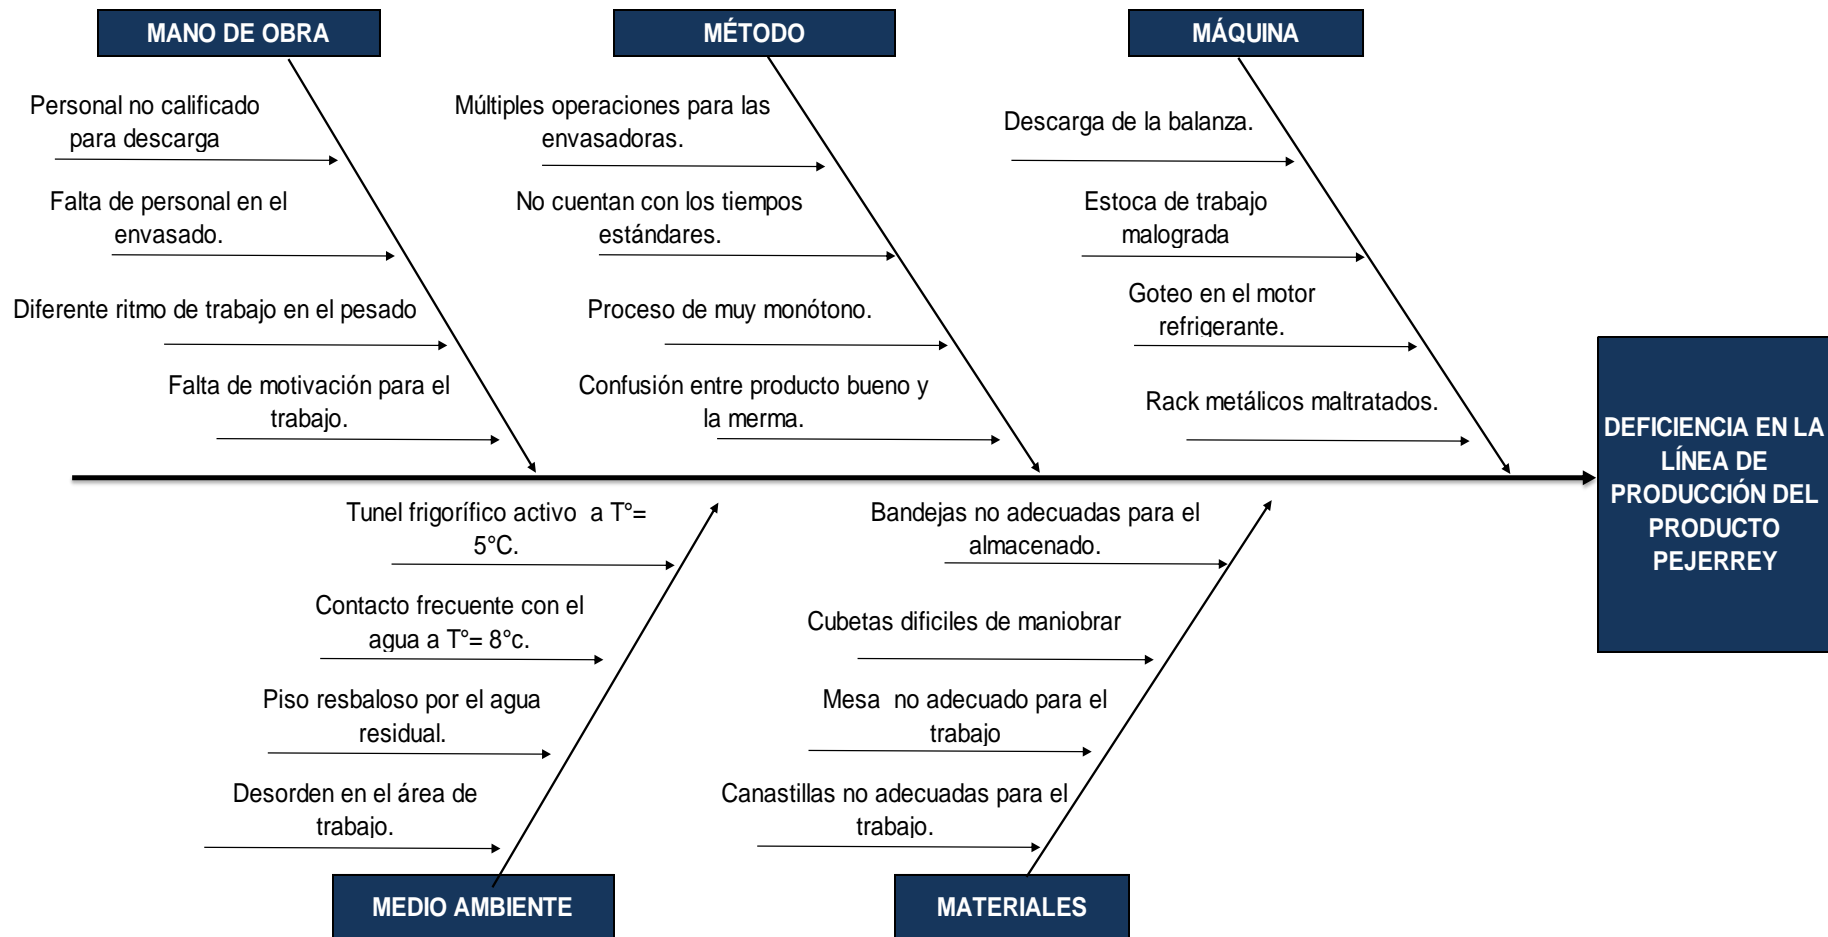 MANO DE OBRA
Personal no calificado
para descarga
Falta de personal en el
envasado.
Diferente ritmo de trabajo en el pesado
Falta de motivación para el
trabajo.
MÉTODO
Múltiples operaciones para las
envasadoras.
No cuentan con los tiempos
estándares.
Proceso de muy monótono.
Confusión entre producto bueno y
la merma.
MÁQUINA
Descarga de la balanza.
Estoca de trabajo
malograda
Goteo en el motor
refrigerante.
Rack metálicos maltratados.
DEFICIENCIA EN LA
LÍNEA DE
PRODUCCIÓN DEL
PRODUCTO
PEJERREY
Tunel frigorífico activo  a T°=
5°C.
Contacto frecuente con el
agua a T°= 8°c.
Piso resbaloso por el agua
residual.
Desorden en el área de
trabajo.
MEDIO AMBIENTE
Bandejas no adecuadas para el
almacenado.
Cubetas dificiles de maniobrar
Mesa  no adecuado para el
trabajo
Canastillas no adecuadas para el
trabajo.
MATERIALES